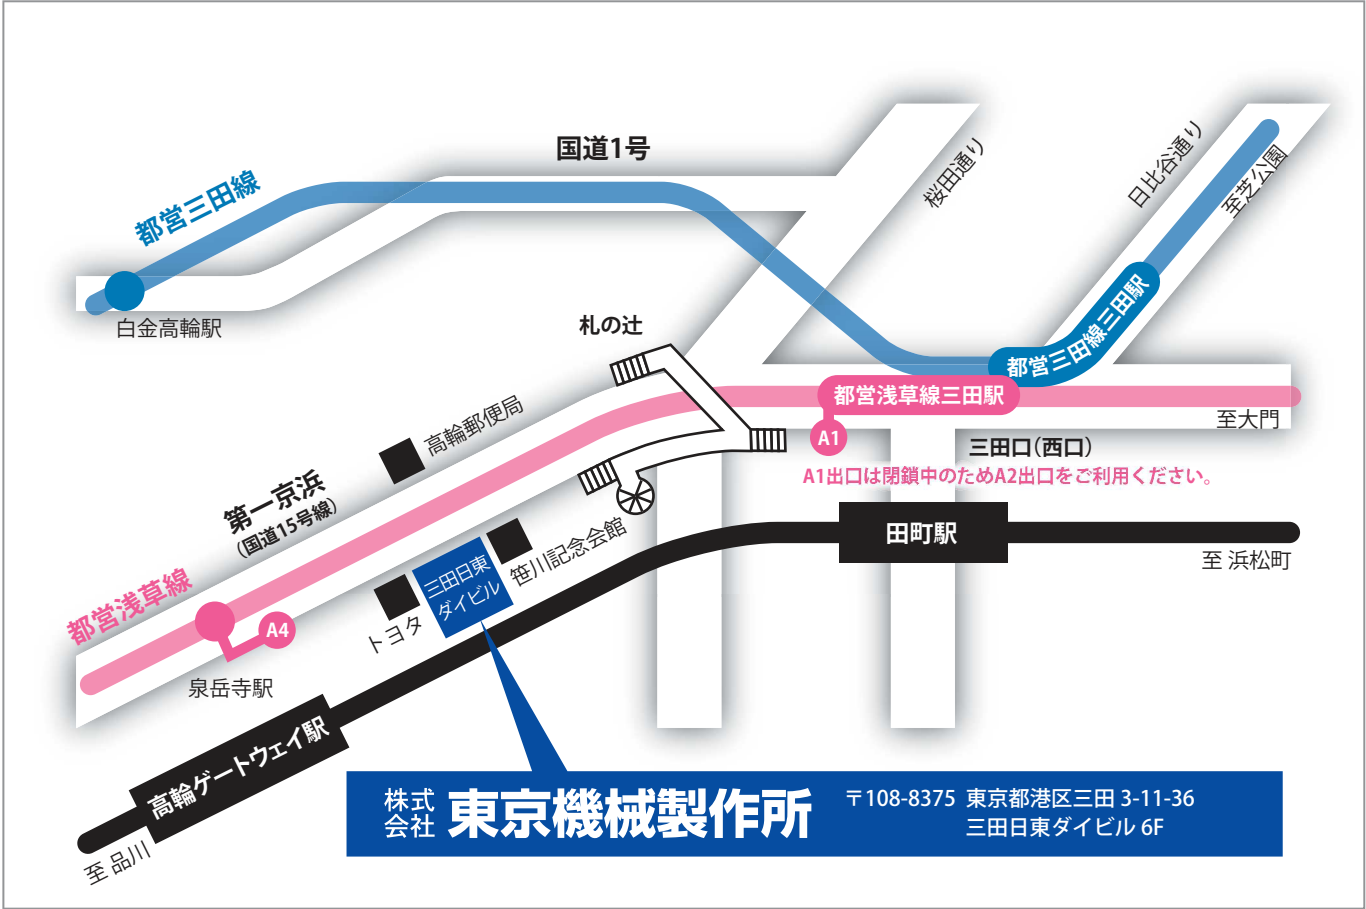 国道1号
都営三田線
白金高輪駅
桜田通り
日比谷通り
至芝公園
札の辻
都営三田線三田駅
都営浅草線三田駅
A1
至大門
三田口(西口)
A1出口は閉鎖中のためA2出口をご利用ください。
高輪郵便局
第一京浜
(国道15号線)
笹川記念会館
三田日東
ダイビル
トヨタ
田町駅
至 浜松町
都営浅草線
A4
泉岳寺駅
高輪ゲートウェイ駅
至 品川
株式
会社
東京機械製作所
〒108-8375 東京都港区三田 3-11-36
三田日東ダイビル 6F